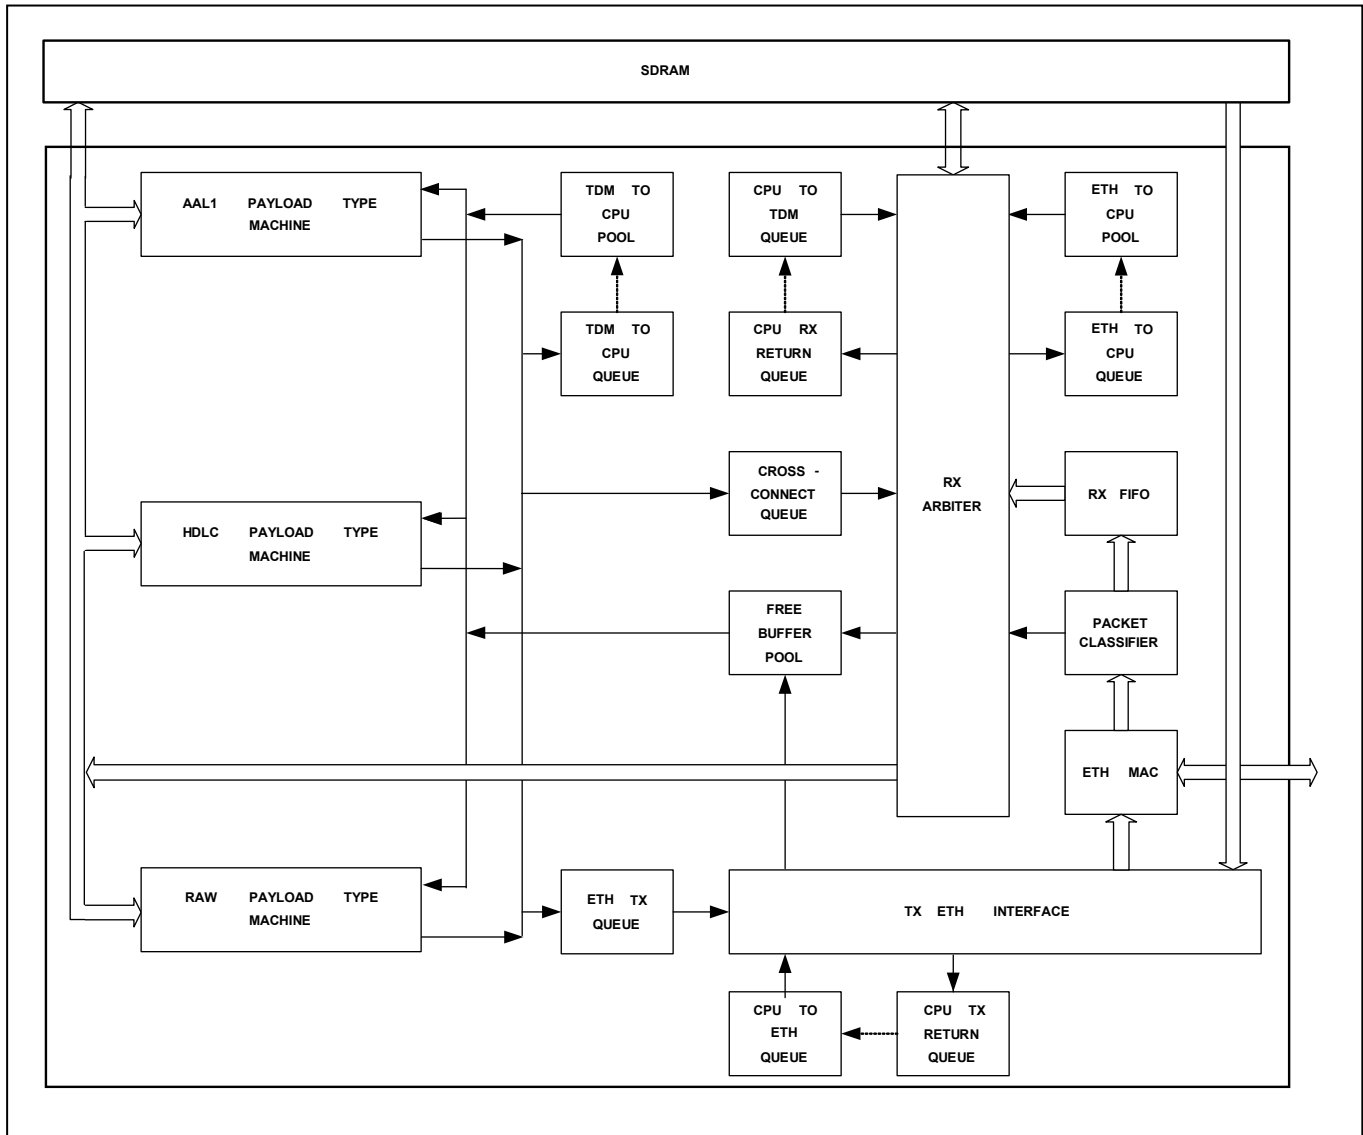 SDRAM
AAL1 PAYLOAD TYPE
MACHINE
TDM TO
CPU
POOL
CPU TO
TDM
QUEUE
ETH TO
CPU
POOL
TDM TO
CPU
QUEUE
CPU RX
RETURN
QUEUE
ETH TO
CPU
QUEUE
HDLC PAYLOAD TYPE
MACHINE
CROSS -
CONNECT
QUEUE
RX
ARBITER
RX FIFO
FREE
BUFFER
POOL
PACKET
CLASSIFIER
ETH MAC
RAW PAYLOAD TYPE
MACHINE
ETH TX
QUEUE
TX ETH INTERFACE
CPU TO
ETH
QUEUE
CPU TX
RETURN
QUEUE